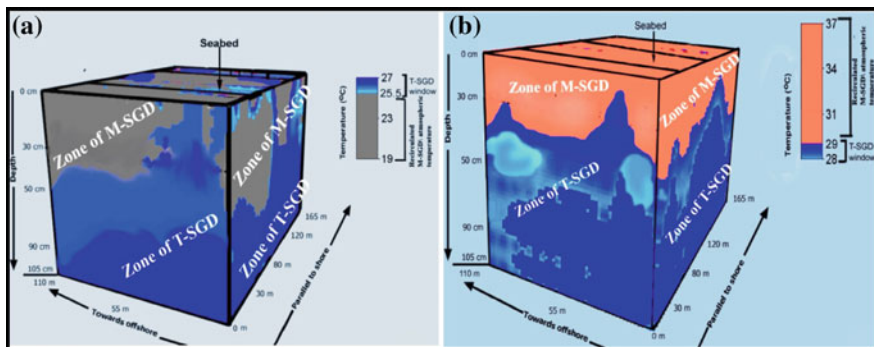 (a)
Seabed
0 cm
30 cm
50 cm
90 cm
105 cm
Depth
110 m
55 m
0 m
Towards offshore
30 m
80 m
120 m
165 m
Parallel to shore
Zone of M-SGD
Zone of M-SGD
Zone of T-SGD
Zone of T-SGD
Temperature (°C)
27
25.5
25
23
19
T-SGD
window
Recirculated
M-SGD\ atmospheric
temperature
(b)
Seabed
0 cm
30 cm
50 cm
90 cm
105 cm
Depth
110 m
55 m
0 m
Towards offshore
30 m
80 m
120 m
165 m
Parallel to shore
Zone of M-SGD
Zone of M-SGD
Zone of T-SGD
Zone of T-SGD
Temperature (°C)
37
34
31
29
28
Recirculated
M-SGD\ atmospheric
temperature
T-SGD
window